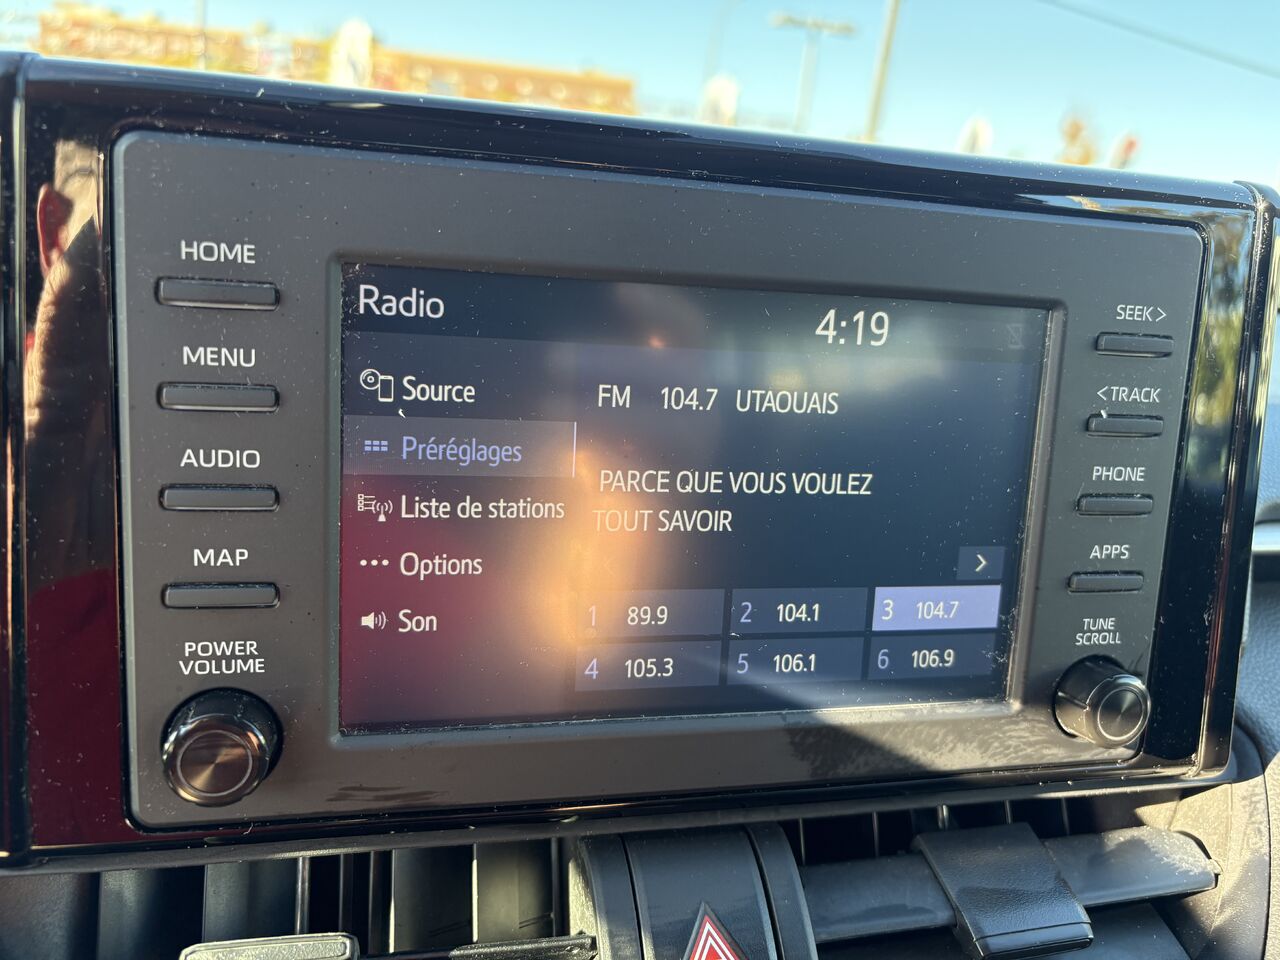 HOME
MENU
AUDIO
MAP
POWER
VOLUME
Radio
4:19
Source
Préréglages
Liste de stations
Options
Son
FM 104.7 UTAOUAIS
PARCE QUE VOUS VOULEZ
TOUT SAVOIR
>
1 89.9
2 104.1
3 104.7
4 105.3
5 106.1
6 106.9
SEEK >
< TRACK
PHONE
APPS
TUNE
SCROLL